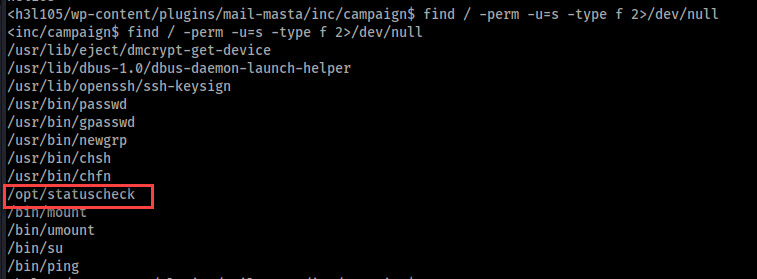 <h3l105/wp-content/plugins/mail-masta/inc/campaign$ find / -perm -u=s -type f 2>/dev/null
<inc/campaign$ find / -perm -u=s -type f 2>/dev/null
/usr/lib/eject/dmcrypt-get-device
/usr/lib/dbus-1.0/dbus-daemon-launch-helper
/usr/lib/openssh/ssh-keysign
/usr/bin/passwd
/usr/bin/gpasswd
/usr/bin/newgrp
/usr/bin/chsh
/usr/bin/chfn
/opt/statuscheck
/bin/mount
/bin/umount
/bin/su
/bin/ping